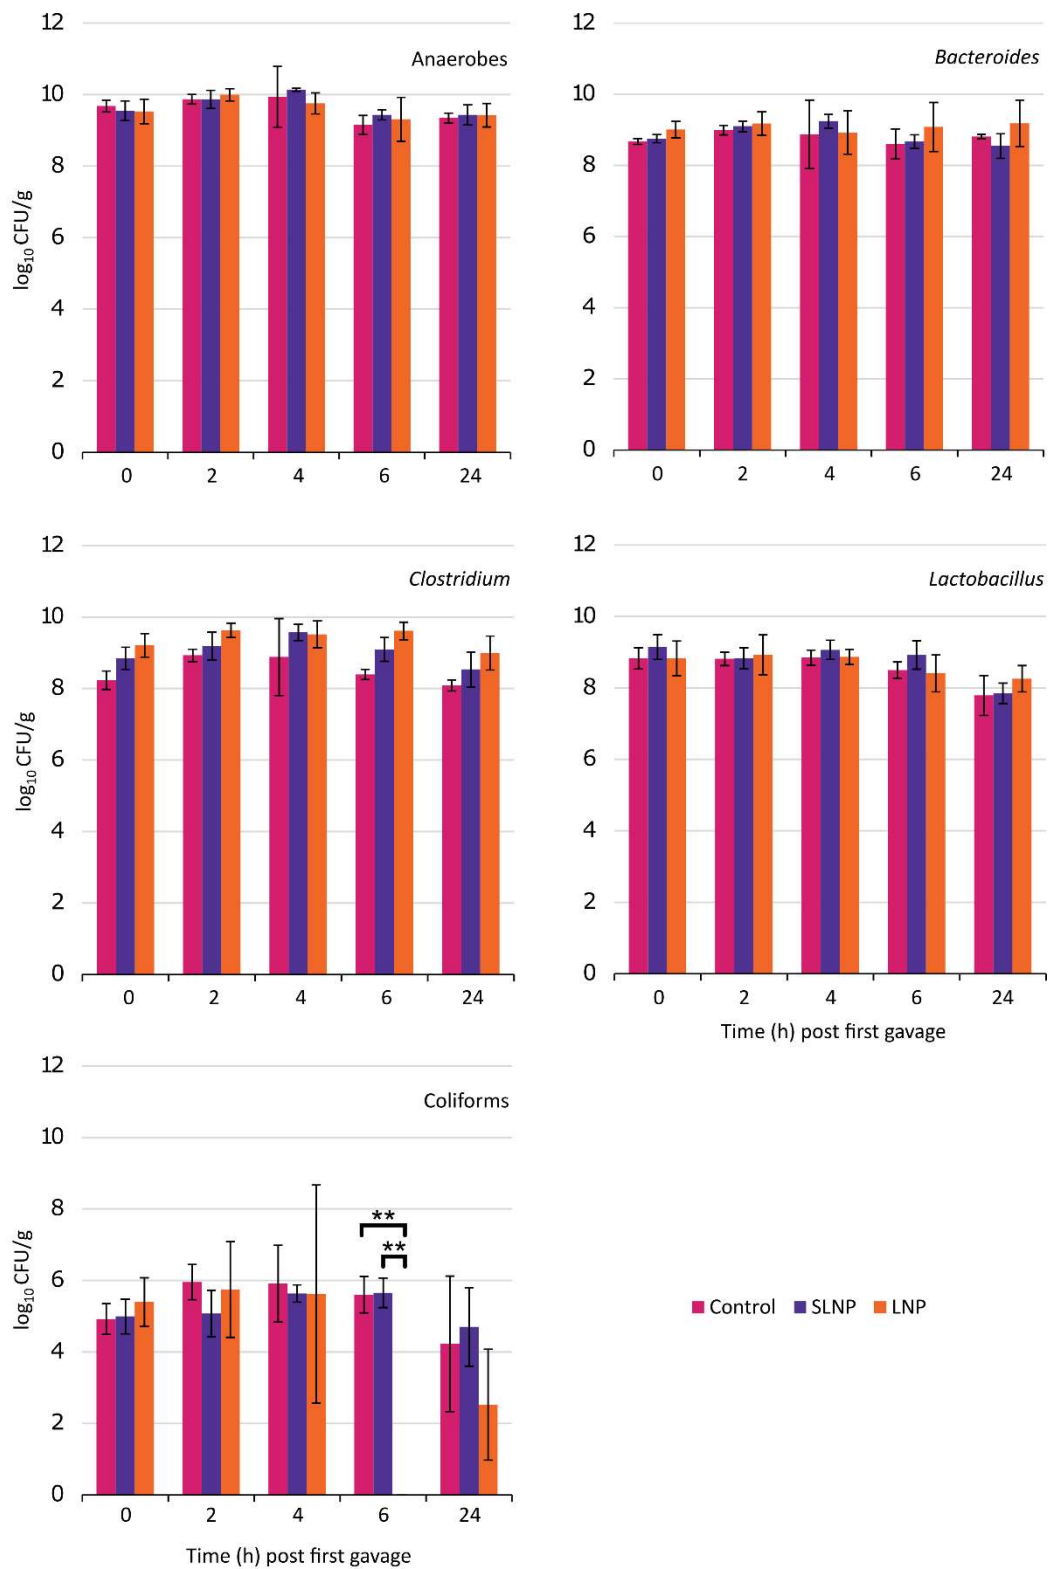 12
Anaerobes
10
8
6
4
2
0
log₁₀ CFU/g
0 2 4 6 24
12
Bacteroides
10
8
6
4
2
0
0 2 4 6 24
12
Clostridium
10
8
6
4
2
0
log₁₀ CFU/g
0 2 4 6 24
12
Lactobacillus
10
8
6
4
2
0
0 2 4 6 24
Time (h) post first gavage
12
Coliforms
10
8
6
4
2
0
log₁₀ CFU/g
**
**
0 2 4 6 24
Time (h) post first gavage
Control SLNP LNP